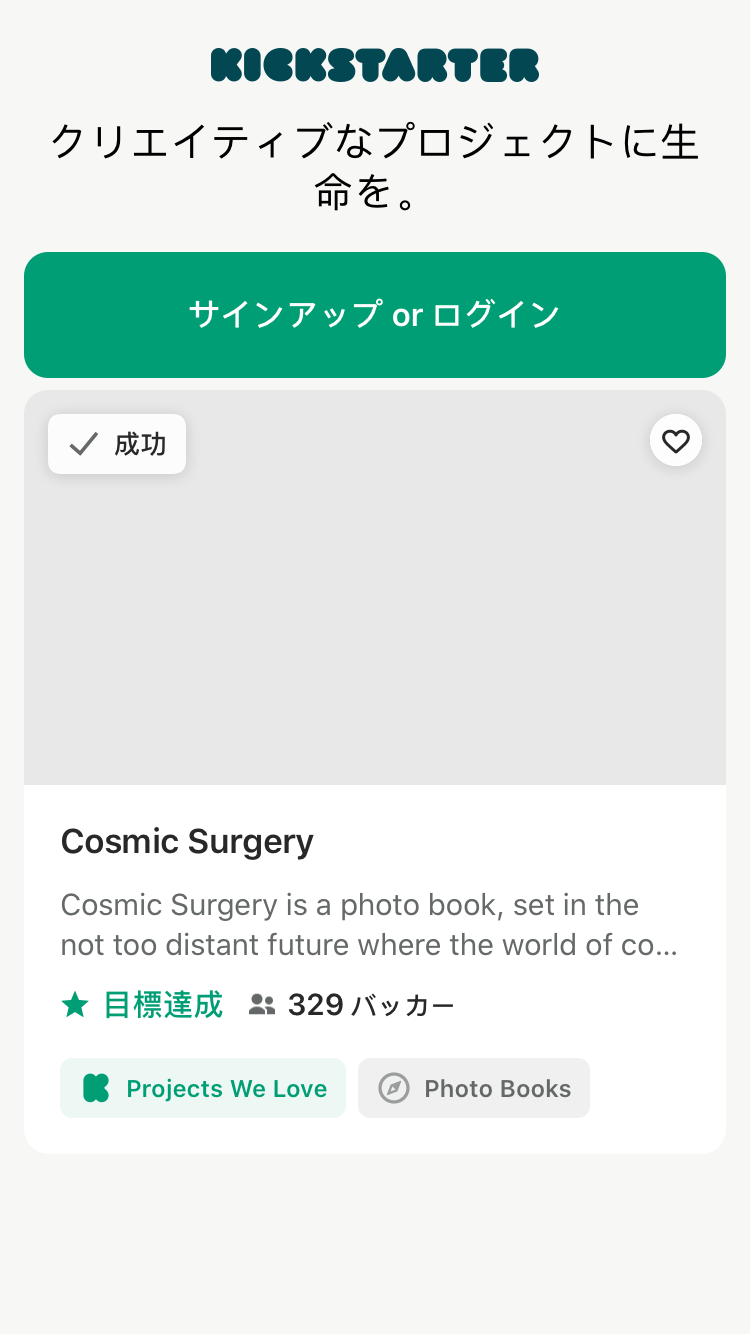 KICKSTARTER
クリエイティブなプロジェクトに生
命を。
サインアップ or ログイン
成功
Cosmic Surgery
Cosmic Surgery is a photo book, set in the
not too distant future where the world of co...
目標達成 329 バッカー
Projects We Love Photo Books